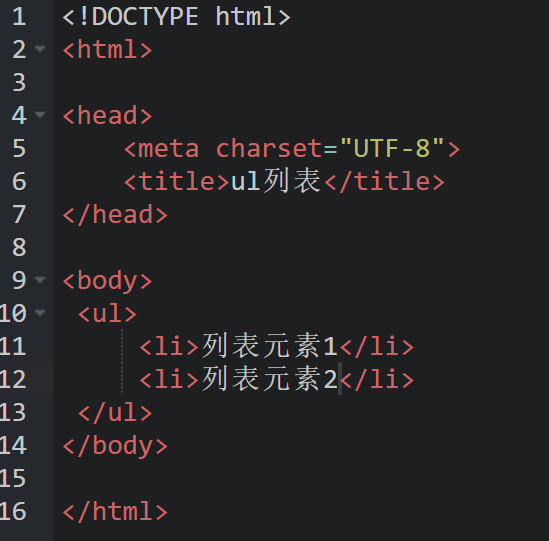 1 <!DOCTYPE html>
2 <html>
3
4 <head>
5     <meta charset="UTF-8">
6     <title>ul列表</title>
7 </head>
8
9 <body>
10  <ul>
11      <li>列表元素1</li>
12      <li>列表元素2</li>
13  </ul>
14 </body>
15
16 </html>